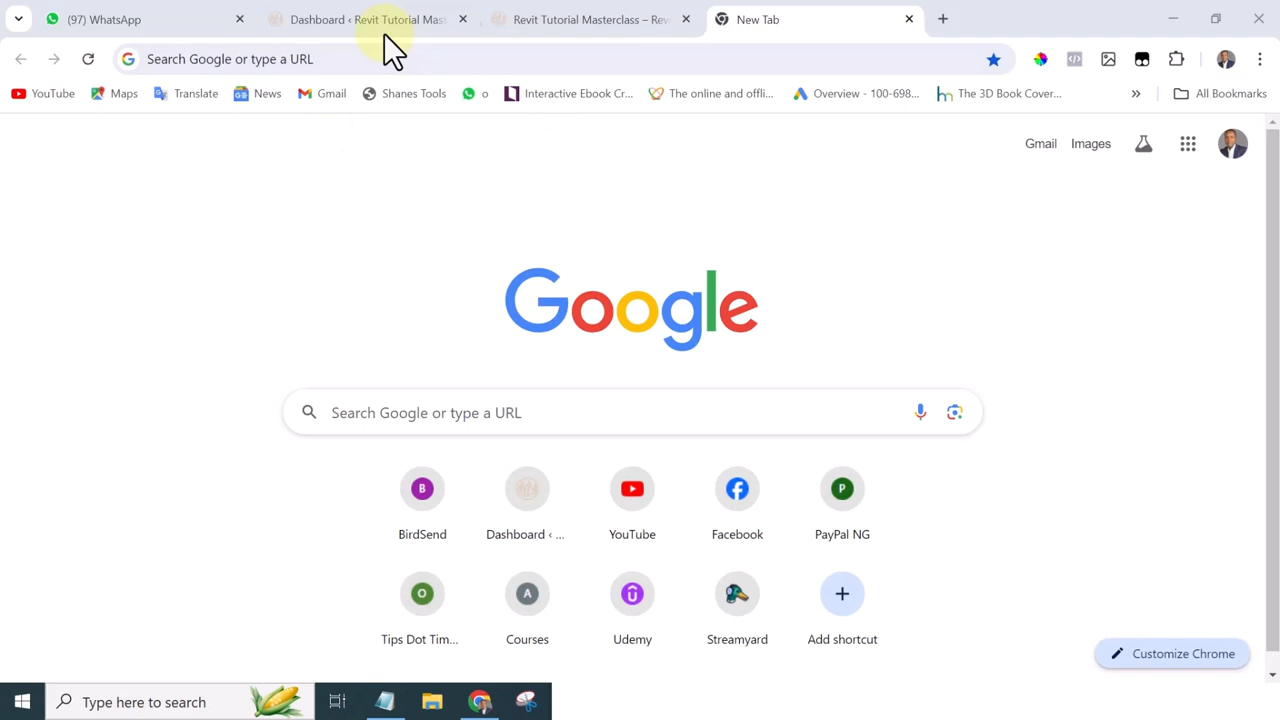 (97) WhatsApp
Dashboard ‹ Revit Tutorial Mas
Revit Tutorial Masterclass – Rev
New Tab
Search Google or type a URL
YouTube
Maps
Translate
News
Gmail
Shanes Tools
o
Interactive Ebook Cr...
The online and offli...
Overview - 100-698...
The 3D Book Cover...
All Bookmarks
Gmail
Images
Google
Search Google or type a URL
B
P
BirdSend
Dashboard ‹ ...
YouTube
Facebook
PayPal NG
O
A
Tips Dot Tim...
Courses
Udemy
Streamyard
Add shortcut
Customize Chrome
Type here to search